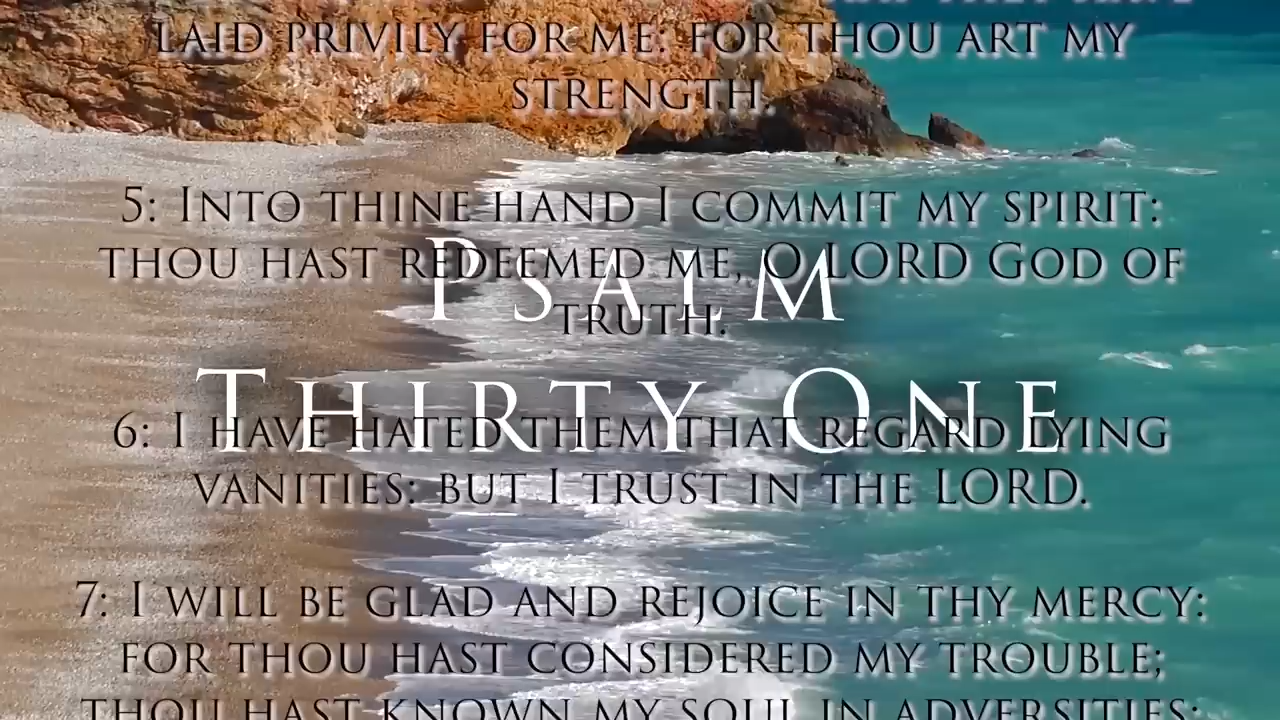 LAID PRIVILY FOR ME: FOR THOU ART MY
STRENGTH.
5: INTO THINE HAND I COMMIT MY SPIRIT:
THOU HAST REDEEMED ME, O LORD GOD OF
TRUTH.
PSALM
THIRTY ONE
6: I HAVE HATED THEM THAT REGARD LYING
VANITIES: BUT I TRUST IN THE LORD.
7: I WILL BE GLAD AND REJOICE IN THY MERCY:
FOR THOU HAST CONSIDERED MY TROUBLE;
THOU HAST KNOWN MY SOUL IN ADVERSITIES;